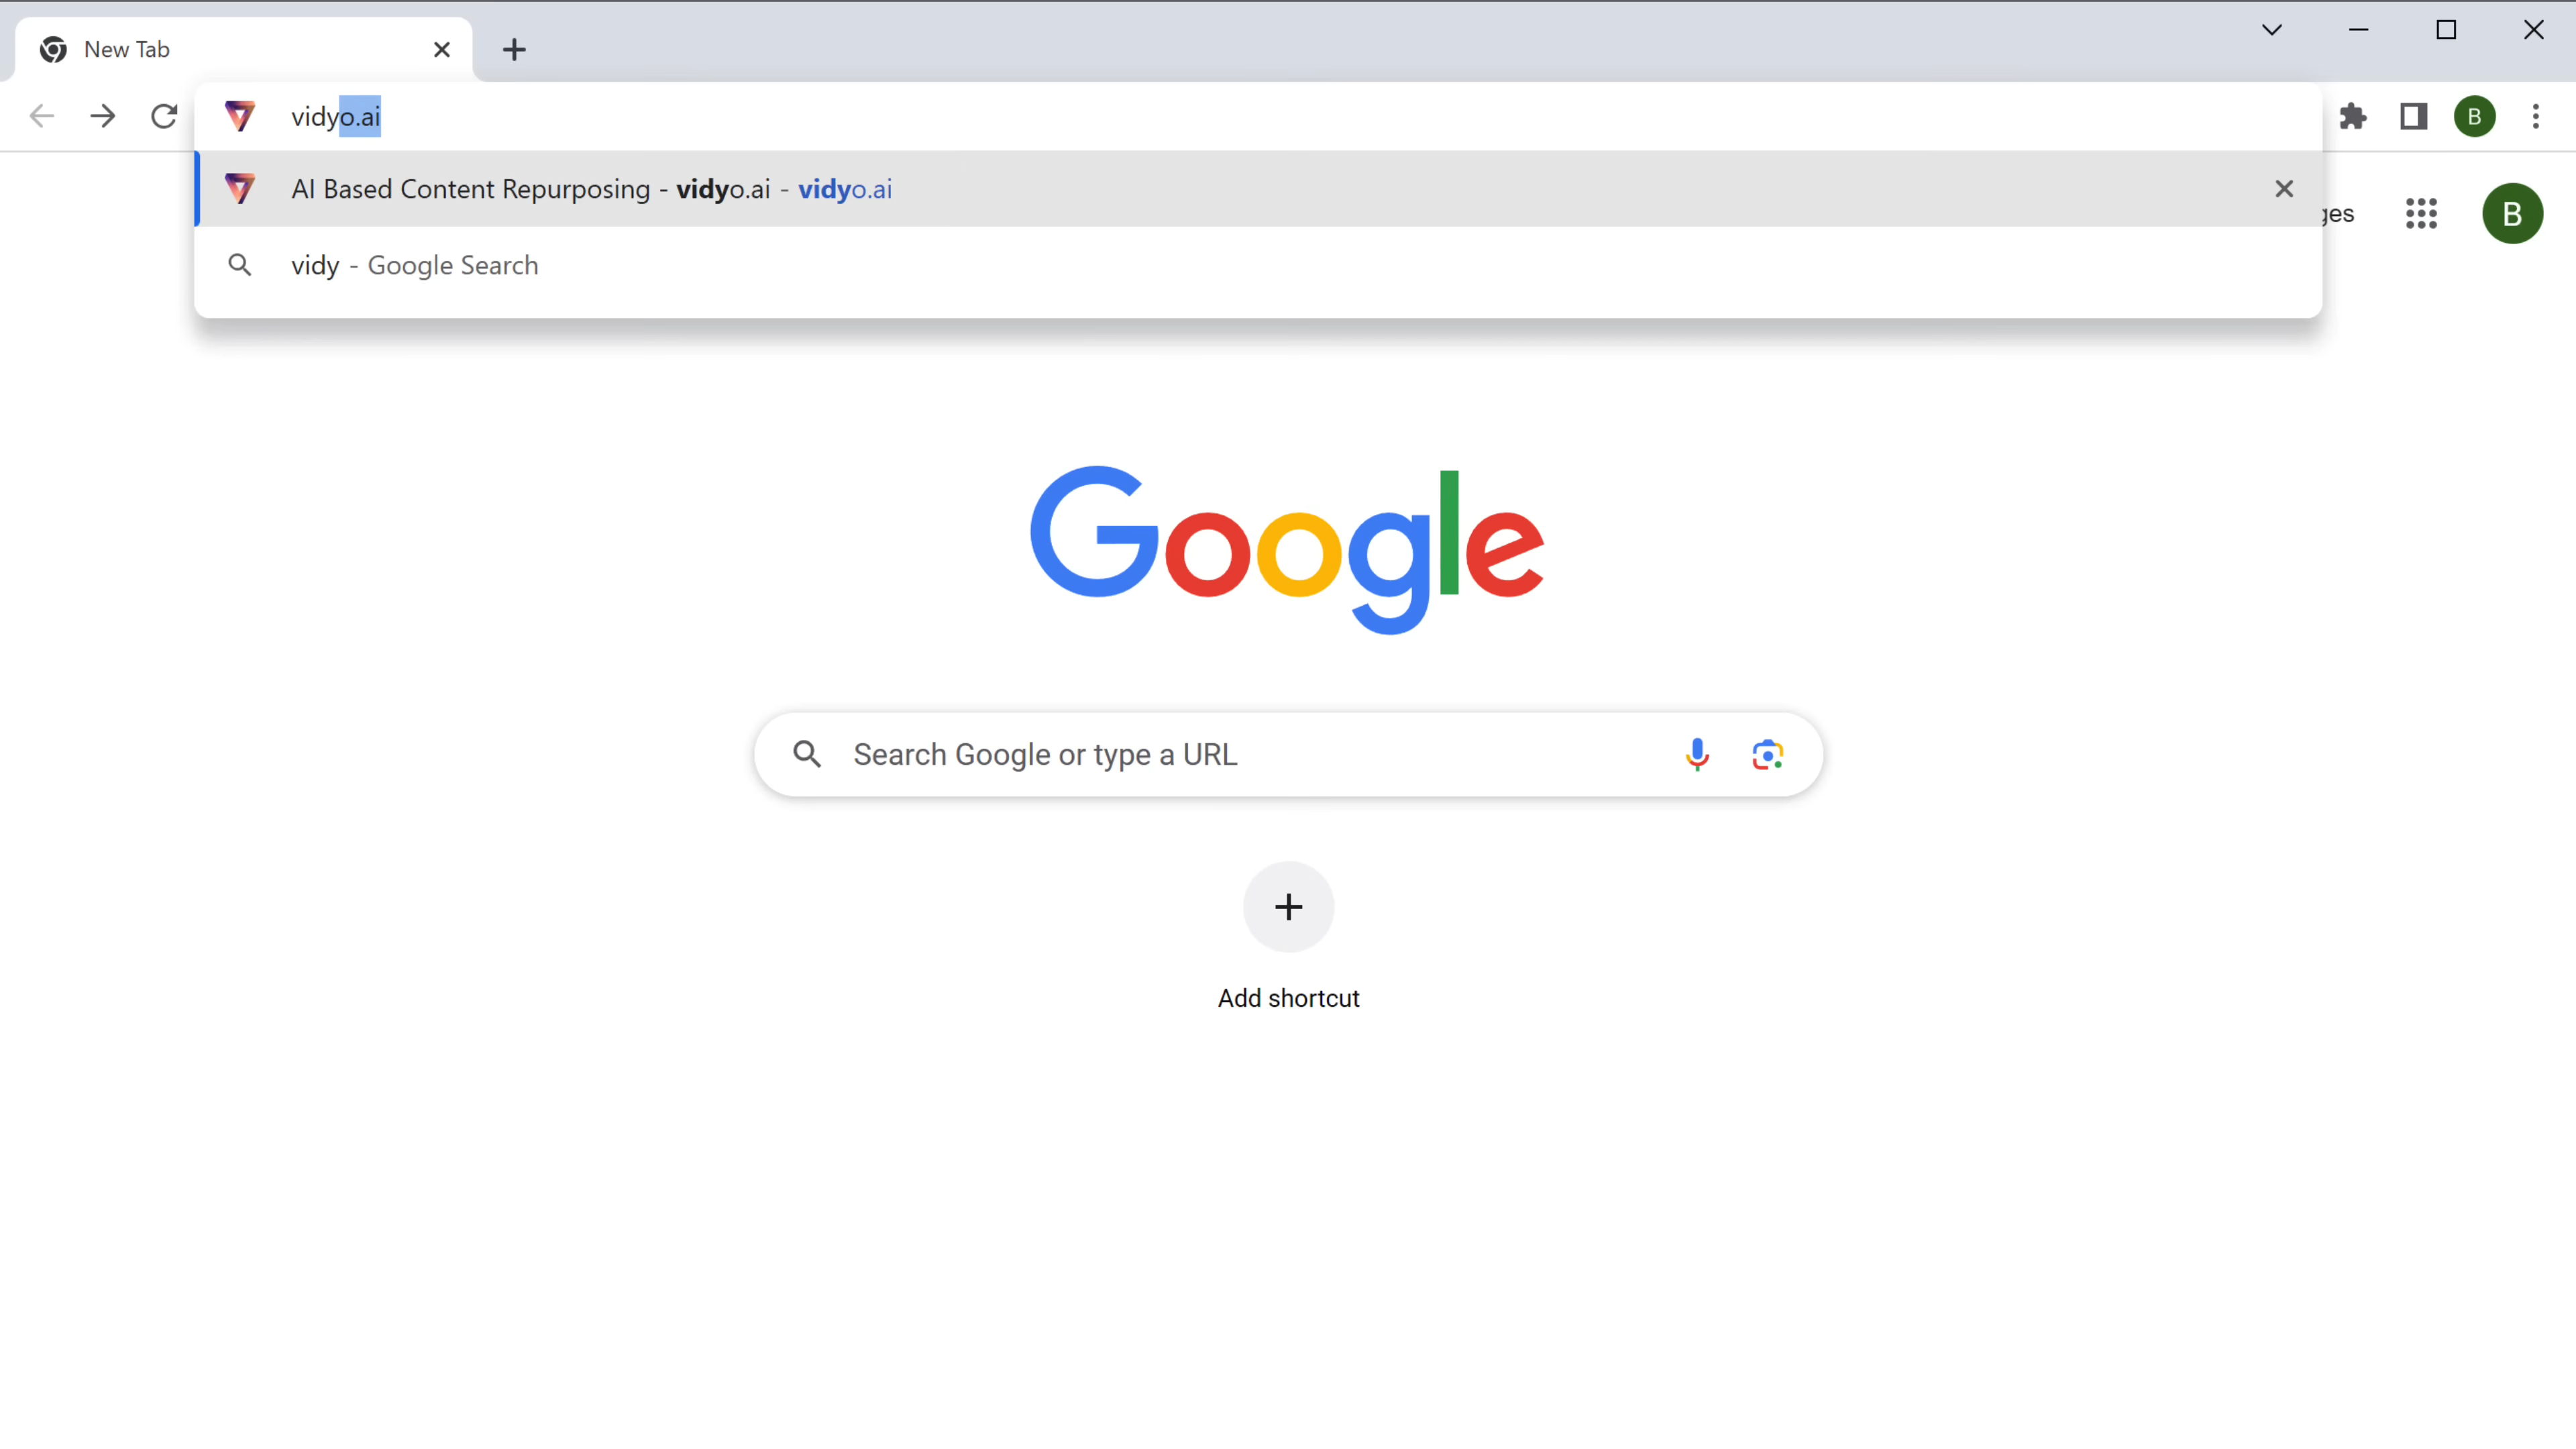 New Tab
vidyo.ai
AI Based Content Repurposing - vidyo.ai - vidyo.ai
vidy - Google Search
B
B
Google
Search Google or type a URL
Add shortcut